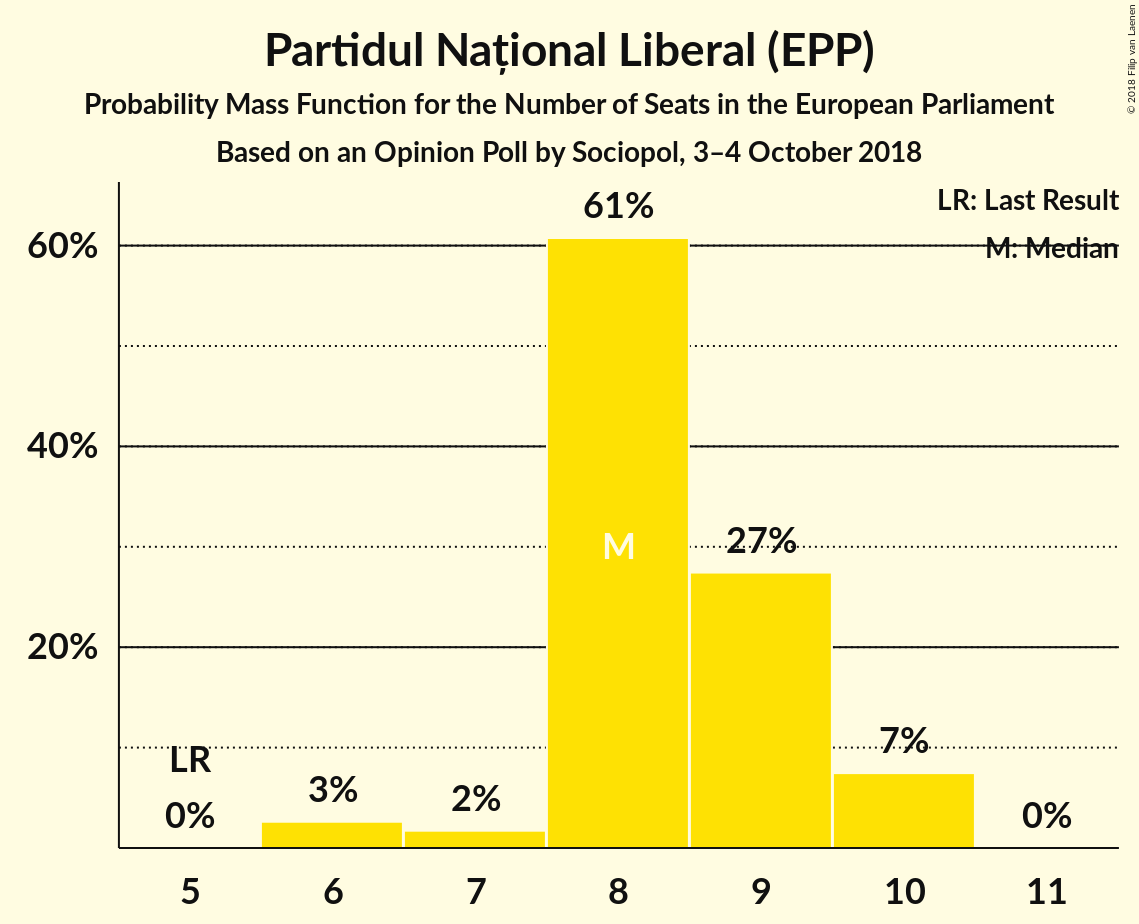 Partidul Național Liberal (EPP)
Probability Mass Function for the Number of Seats in the European Parliament
Based on an Opinion Poll by Sociopol, 3–4 October 2018
© 2018 Filip van Laenen
LR: Last Result
M: Median
61%
60%
40%
M
27%
20%
LR
7%
3%
2%
0%
0%
5 6 7 8 9 10 11